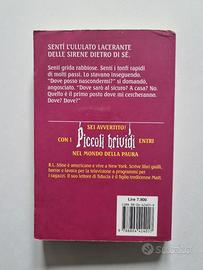 SENTÌ L'ULULATO LACERANTE
DELLE SIRENE DIETRO DI SÉ.
Sentì grida rabbiose. Sentì i tonfi rapidi
di molti passi. Lo stavano inseguendo.
"Dove posso nascondermi?" si domandò,
angosciato. "Dove sarò al sicuro? A casa? No.
Quello è il primo posto dove mi cercheranno.
Dove? Dove?"
SEI AVVERTITO!
CON I Piccoli brividi ENTRI
NEL MONDO DELLA PAURA
R.L. Stine è americano e vive a New York. Scrive libri gialli,
horror e lavora per la televisione a programmi per
i ragazzi. Il suo lettore di fiducia è il figlio tredicenne Matt.
Lire 7.900
subito